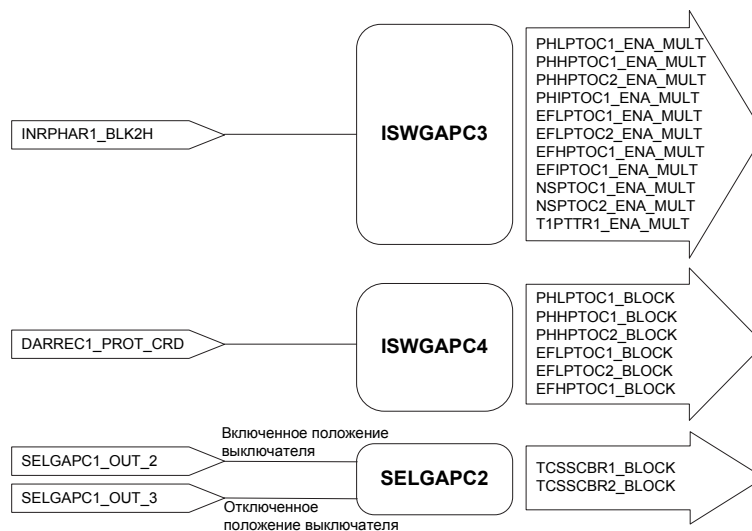 INRPHAR1_BLK2H
ISWGAPC3
PHLPTOC1_ENA_MULT
PHHPTOC1_ENA_MULT
PHHPTOC2_ENA_MULT
PHIPTOC1_ENA_MULT
EFLPTOC1_ENA_MULT
EFLPTOC2_ENA_MULT
EFHPTOC1_ENA_MULT
EFIPTOC1_ENA_MULT
NSPTOC1_ENA_MULT
NSPTOC2_ENA_MULT
T1PTTR1_ENA_MULT
DARREC1_PROT_CRD
ISWGAPC4
PHLPTOC1_BLOCK
PHHPTOC1_BLOCK
PHHPTOC2_BLOCK
EFLPTOC1_BLOCK
EFLPTOC2_BLOCK
EFHPTOC1_BLOCK
SELGAPC1_OUT_2
Включенное положение
выключателя
SELGAPC1_OUT_3
Отключенное
положение выключателя
SELGAPC2
TCSSCBR1_BLOCK
TCSSCBR2_BLOCK